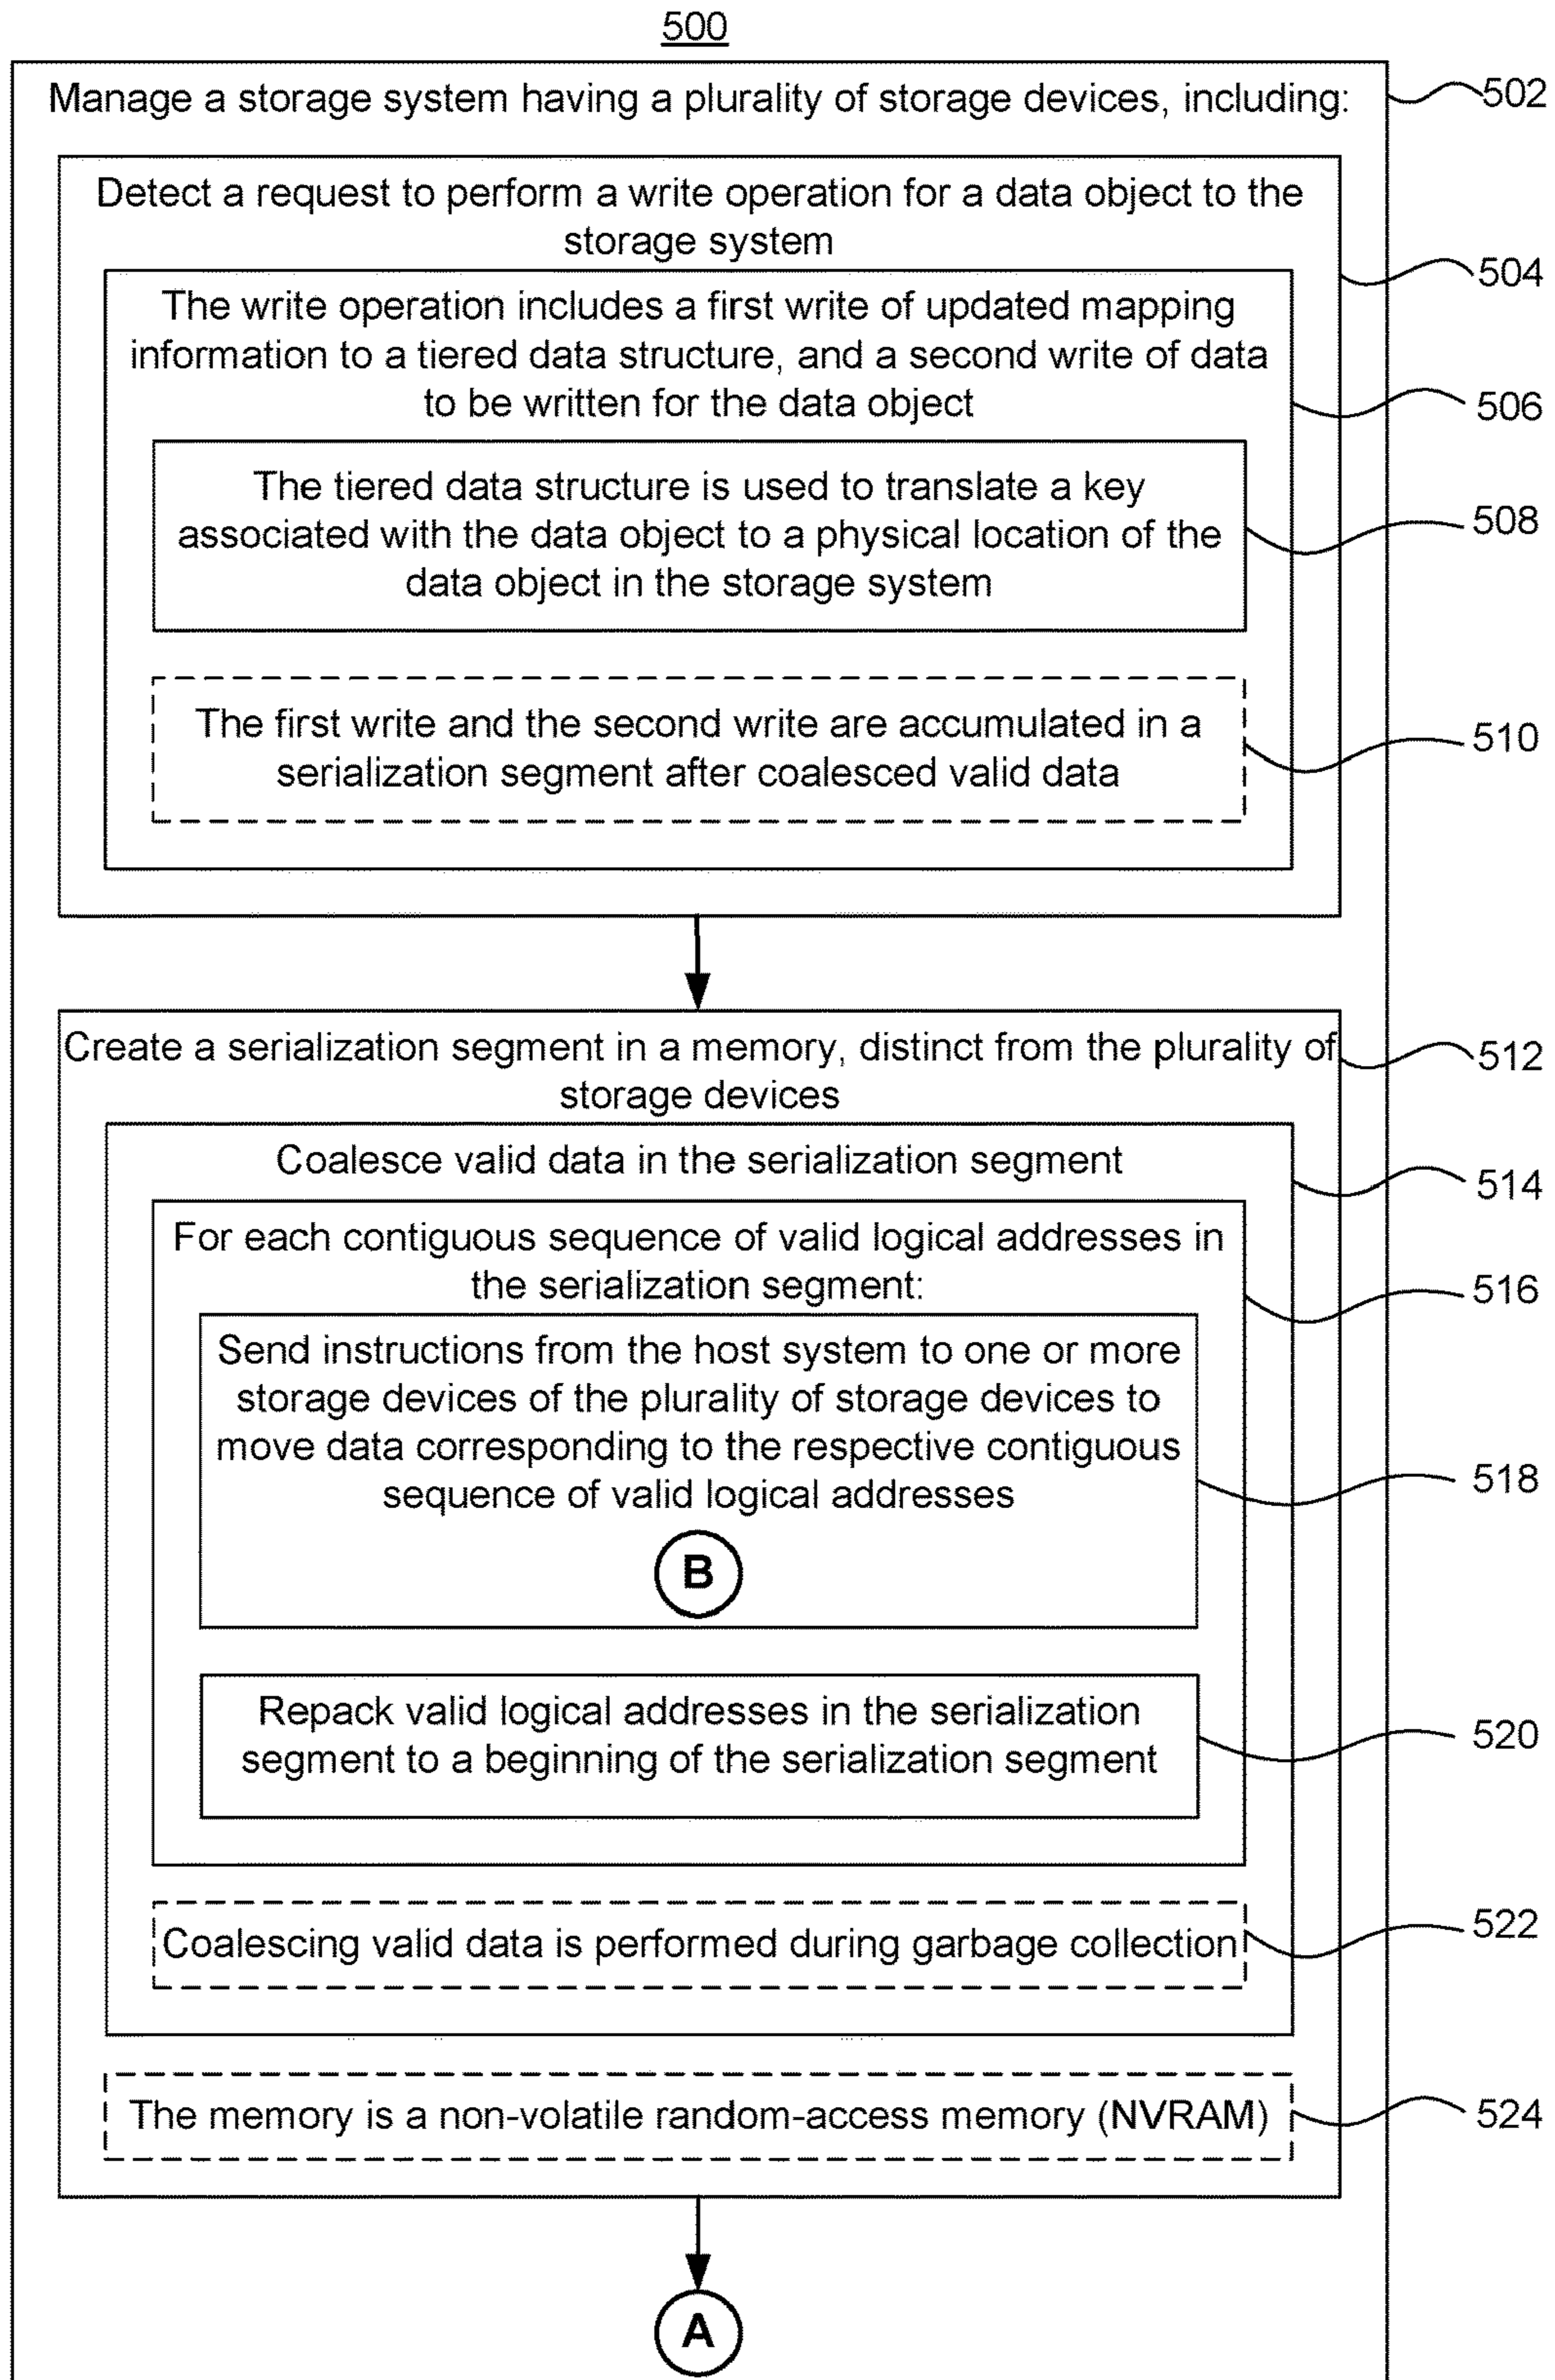 500
Manage a storage system having a plurality of storage devices, including:
502
Detect a request to perform a write operation for a data object to the
storage system
504
The write operation includes a first write of updated mapping
information to a tiered data structure, and a second write of data
to be written for the data object
506
The tiered data structure is used to translate a key
associated with the data object to a physical location of the
data object in the storage system
508
The first write and the second write are accumulated in a
serialization segment after coalesced valid data
510
Create a serialization segment in a memory, distinct from the plurality of
storage devices
512
Coalesce valid data in the serialization segment
514
For each contiguous sequence of valid logical addresses in
the serialization segment:
516
Send instructions from the host system to one or more
storage devices of the plurality of storage devices to
move data corresponding to the respective contiguous
sequence of valid logical addresses
518
B
Repack valid logical addresses in the serialization
segment to a beginning of the serialization segment
520
Coalescing valid data is performed during garbage collection
522
The memory is a non-volatile random-access memory (NVRAM)
524
A